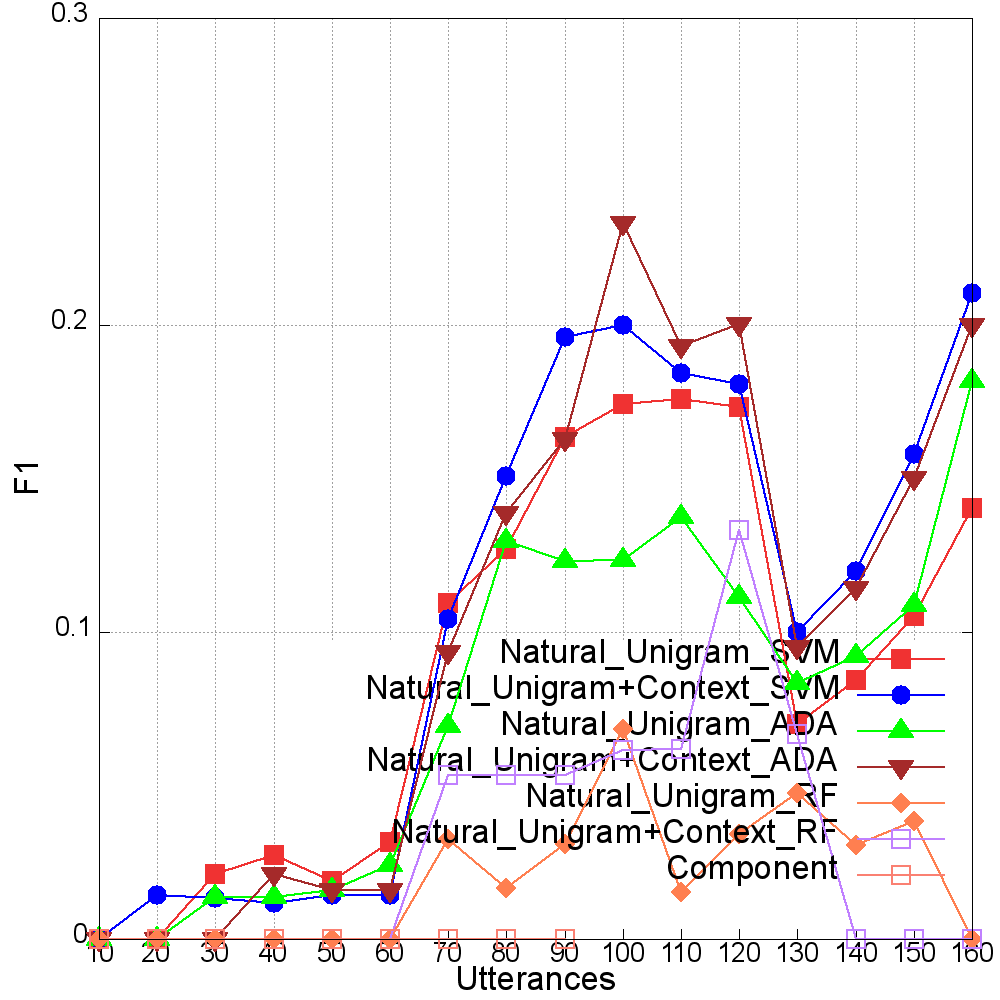 0.3
0.2
0.1
0
F1
Natural_Unigram_SVM
Natural_Unigram+Context_SVM
Natural_Unigram_ADA
Natural_Unigram+Context_ADA
Natural_Unigram_RF
Natural_Unigram+Context_RF
Component
10 20 30 40 50 60 70 80 90 100 110 120 130 140 150 160
Utterances